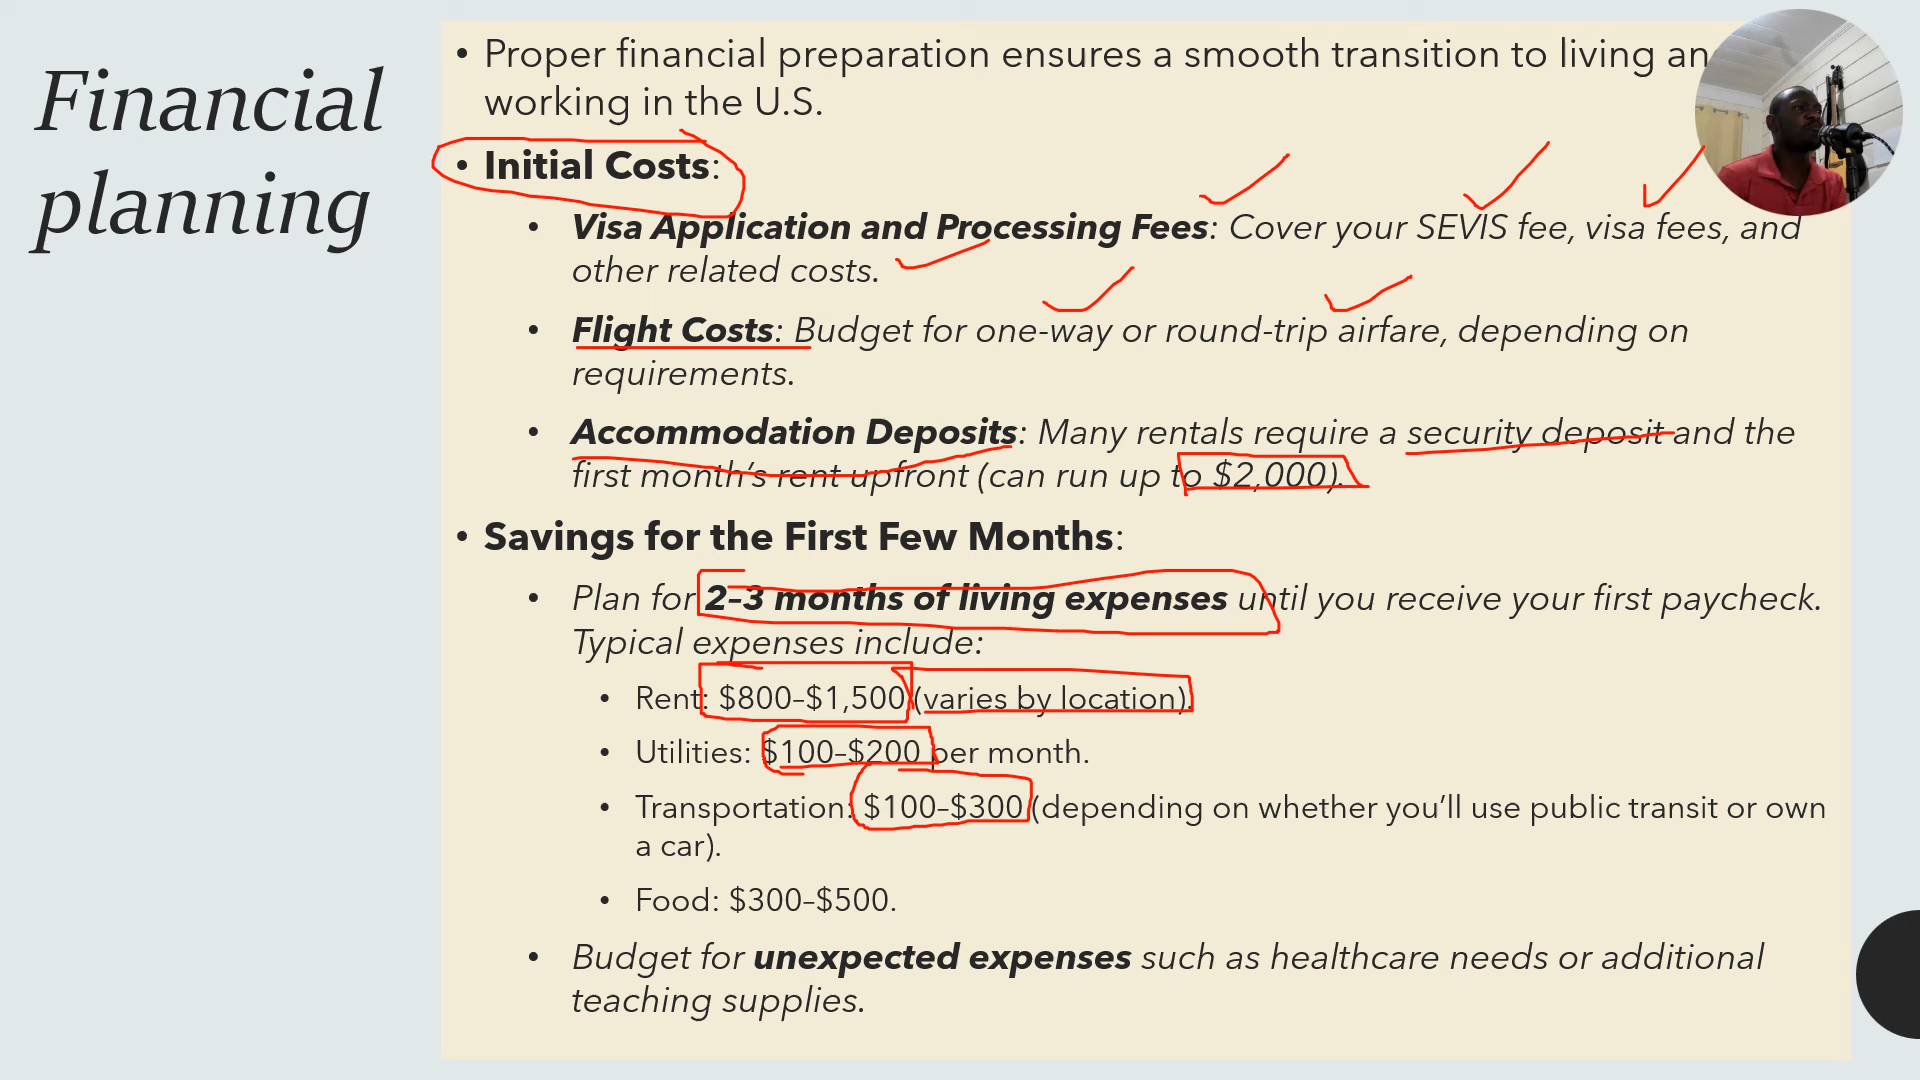 Financial
planning
• Proper financial preparation ensures a smooth transition to living an
working in the U.S.
• Initial Costs:
• Visa Application and Processing Fees: Cover your SEVIS fee, visa fees, and
other related costs.
• Flight Costs: Budget for one-way or round-trip airfare, depending on
requirements.
• Accommodation Deposits: Many rentals require a security deposit and the
first month’s rent upfront (can run up to $2,000).
• Savings for the First Few Months:
• Plan for 2–3 months of living expenses until you receive your first paycheck.
Typical expenses include:
• Rent: $800–$1,500 (varies by location).
• Utilities: $100–$200 per month.
• Transportation: $100–$300 (depending on whether you’ll use public transit or own
a car).
• Food: $300–$500.
• Budget for unexpected expenses such as healthcare needs or additional
teaching supplies.